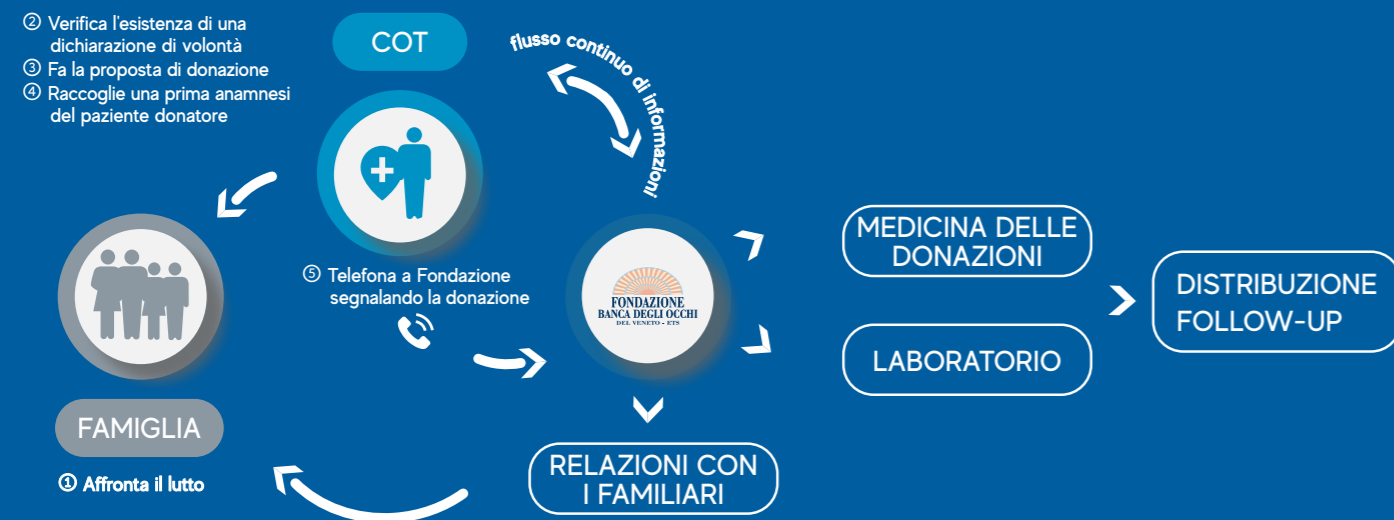 ② Verifica l'esistenza di una
dichiarazione di volontà
③ Fa la proposta di donazione
④ Raccoglie una prima anamnesi
del paziente donatore
COT
flusso continuo di informazioni
⑤ Telefona a Fondazione
segnalando la donazione
FONDAZIONE
BANCA DEGLI OCCHI
DEL VENETO - ETS
MEDICINA DELLE
DONAZIONI
LABORATORIO
DISTRIBUZIONE
FOLLOW-UP
FAMIGLIA
① Affronta il lutto
RELAZIONI CON
I FAMILIARI